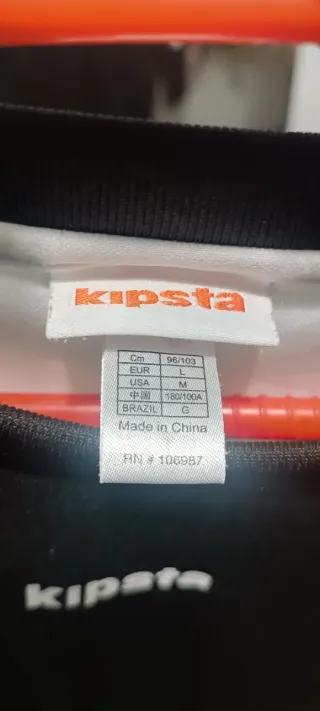 kipsta
Cm 96/103
EUR L
USA M
中国 180/100A
BRAZIL G
Made in China
RN # 106987
kipsta